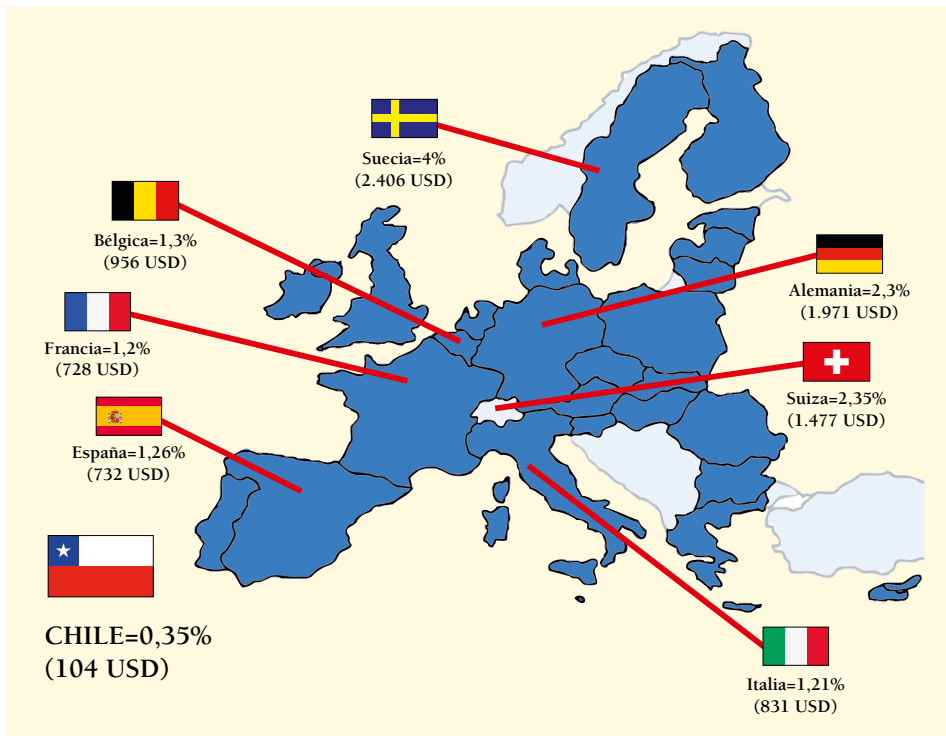 Suecia=4%
(2.406 USD)
Bélgica=1,3%
(956 USD)
Alemania=2,3%
(1.971 USD)
Francia=1,2%
(728 USD)
Suiza=2,35%
(1.477 USD)
España=1,26%
(732 USD)
CHILE=0,35%
(104 USD)
Italia=1,21%
(831 USD)